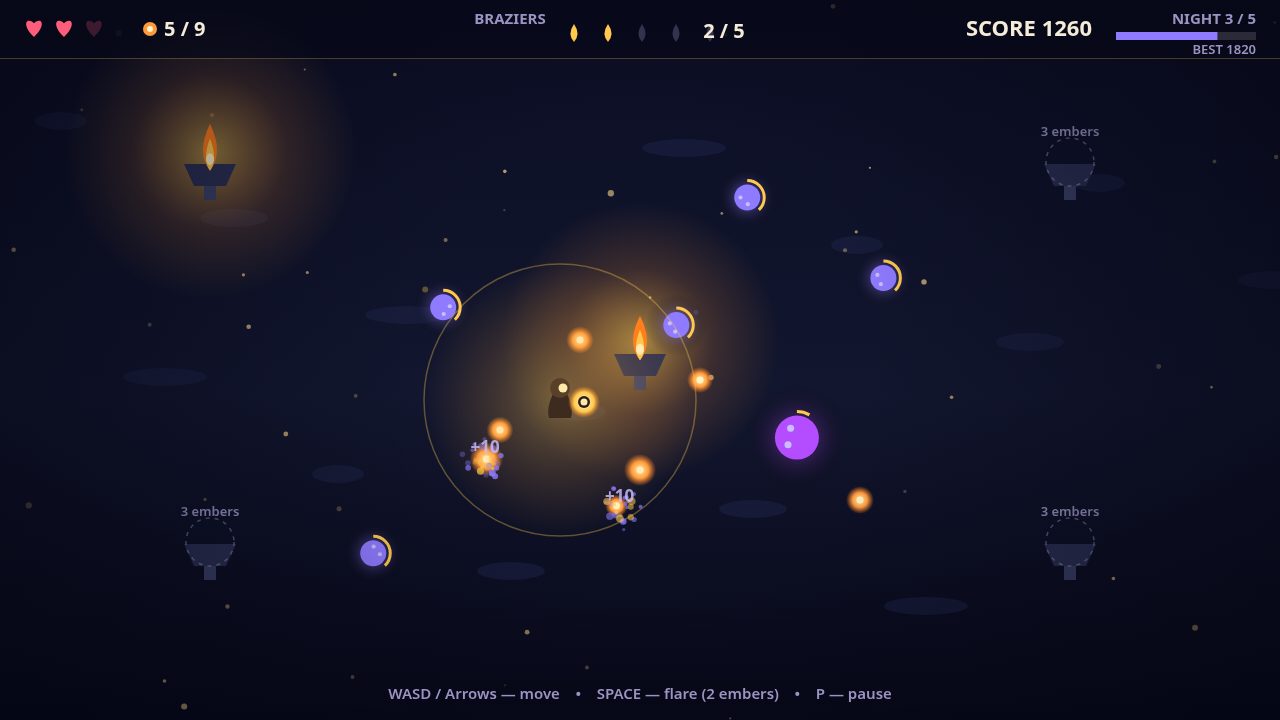 5 / 9
BRAZIERS
2 / 5
SCORE 1260
NIGHT 3 / 5
BEST 1820
3 embers
+10
+10
3 embers
3 embers
WASD / Arrows — move • SPACE — flare (2 embers) • P — pause